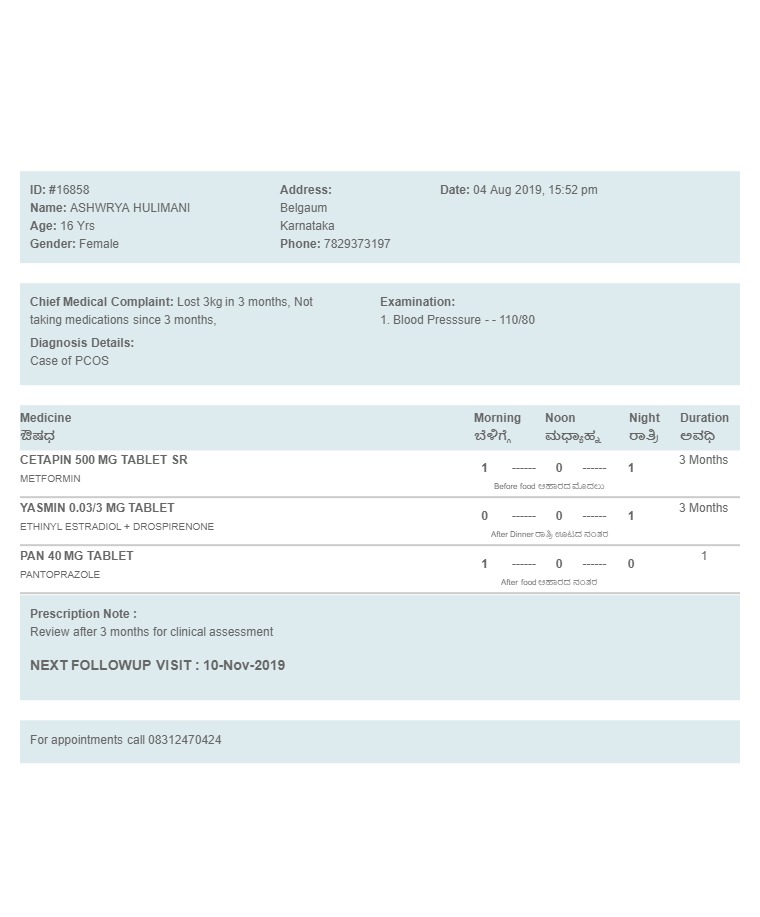 ID: #16858
Name: ASHWRYA HULIMANI
Age: 16 Yrs
Gender: Female
Address:
Belgaum
Karnataka
Phone: 7829373197
Date: 04 Aug 2019, 15:52 pm
Chief Medical Complaint: Lost 3kg in 3 months, Not
taking medications since 3 months,
Diagnosis Details:
Case of PCOS
Examination:
1. Blood Presssure - - 110/80
Medicine Morning Noon Night Duration
ಔಷಧ ಬೆಳಿಗ್ಗೆ ಮಧ್ಯಾಹ್ನ ರಾತ್ರಿ ಅವಧಿ
CETAPIN 500 MG TABLET SR 1 ------ 0 ------ 1 3 Months
METFORMIN Before food ಆಹಾರದ ಮೊದಲು
YASMIN 0.03/3 MG TABLET 0 ------ 0 ------ 1 3 Months
ETHINYL ESTRADIOL + DROSPIRENONE After Dinner ರಾತ್ರಿ ಊಟದ ನಂತರ
PAN 40 MG TABLET 1 ------ 0 ------ 0 1
PANTOPRAZOLE After food ಆಹಾರದ ನಂತರ
Prescription Note :
Review after 3 months for clinical assessment
NEXT FOLLOWUP VISIT : 10-Nov-2019
For appointments call 08312470424